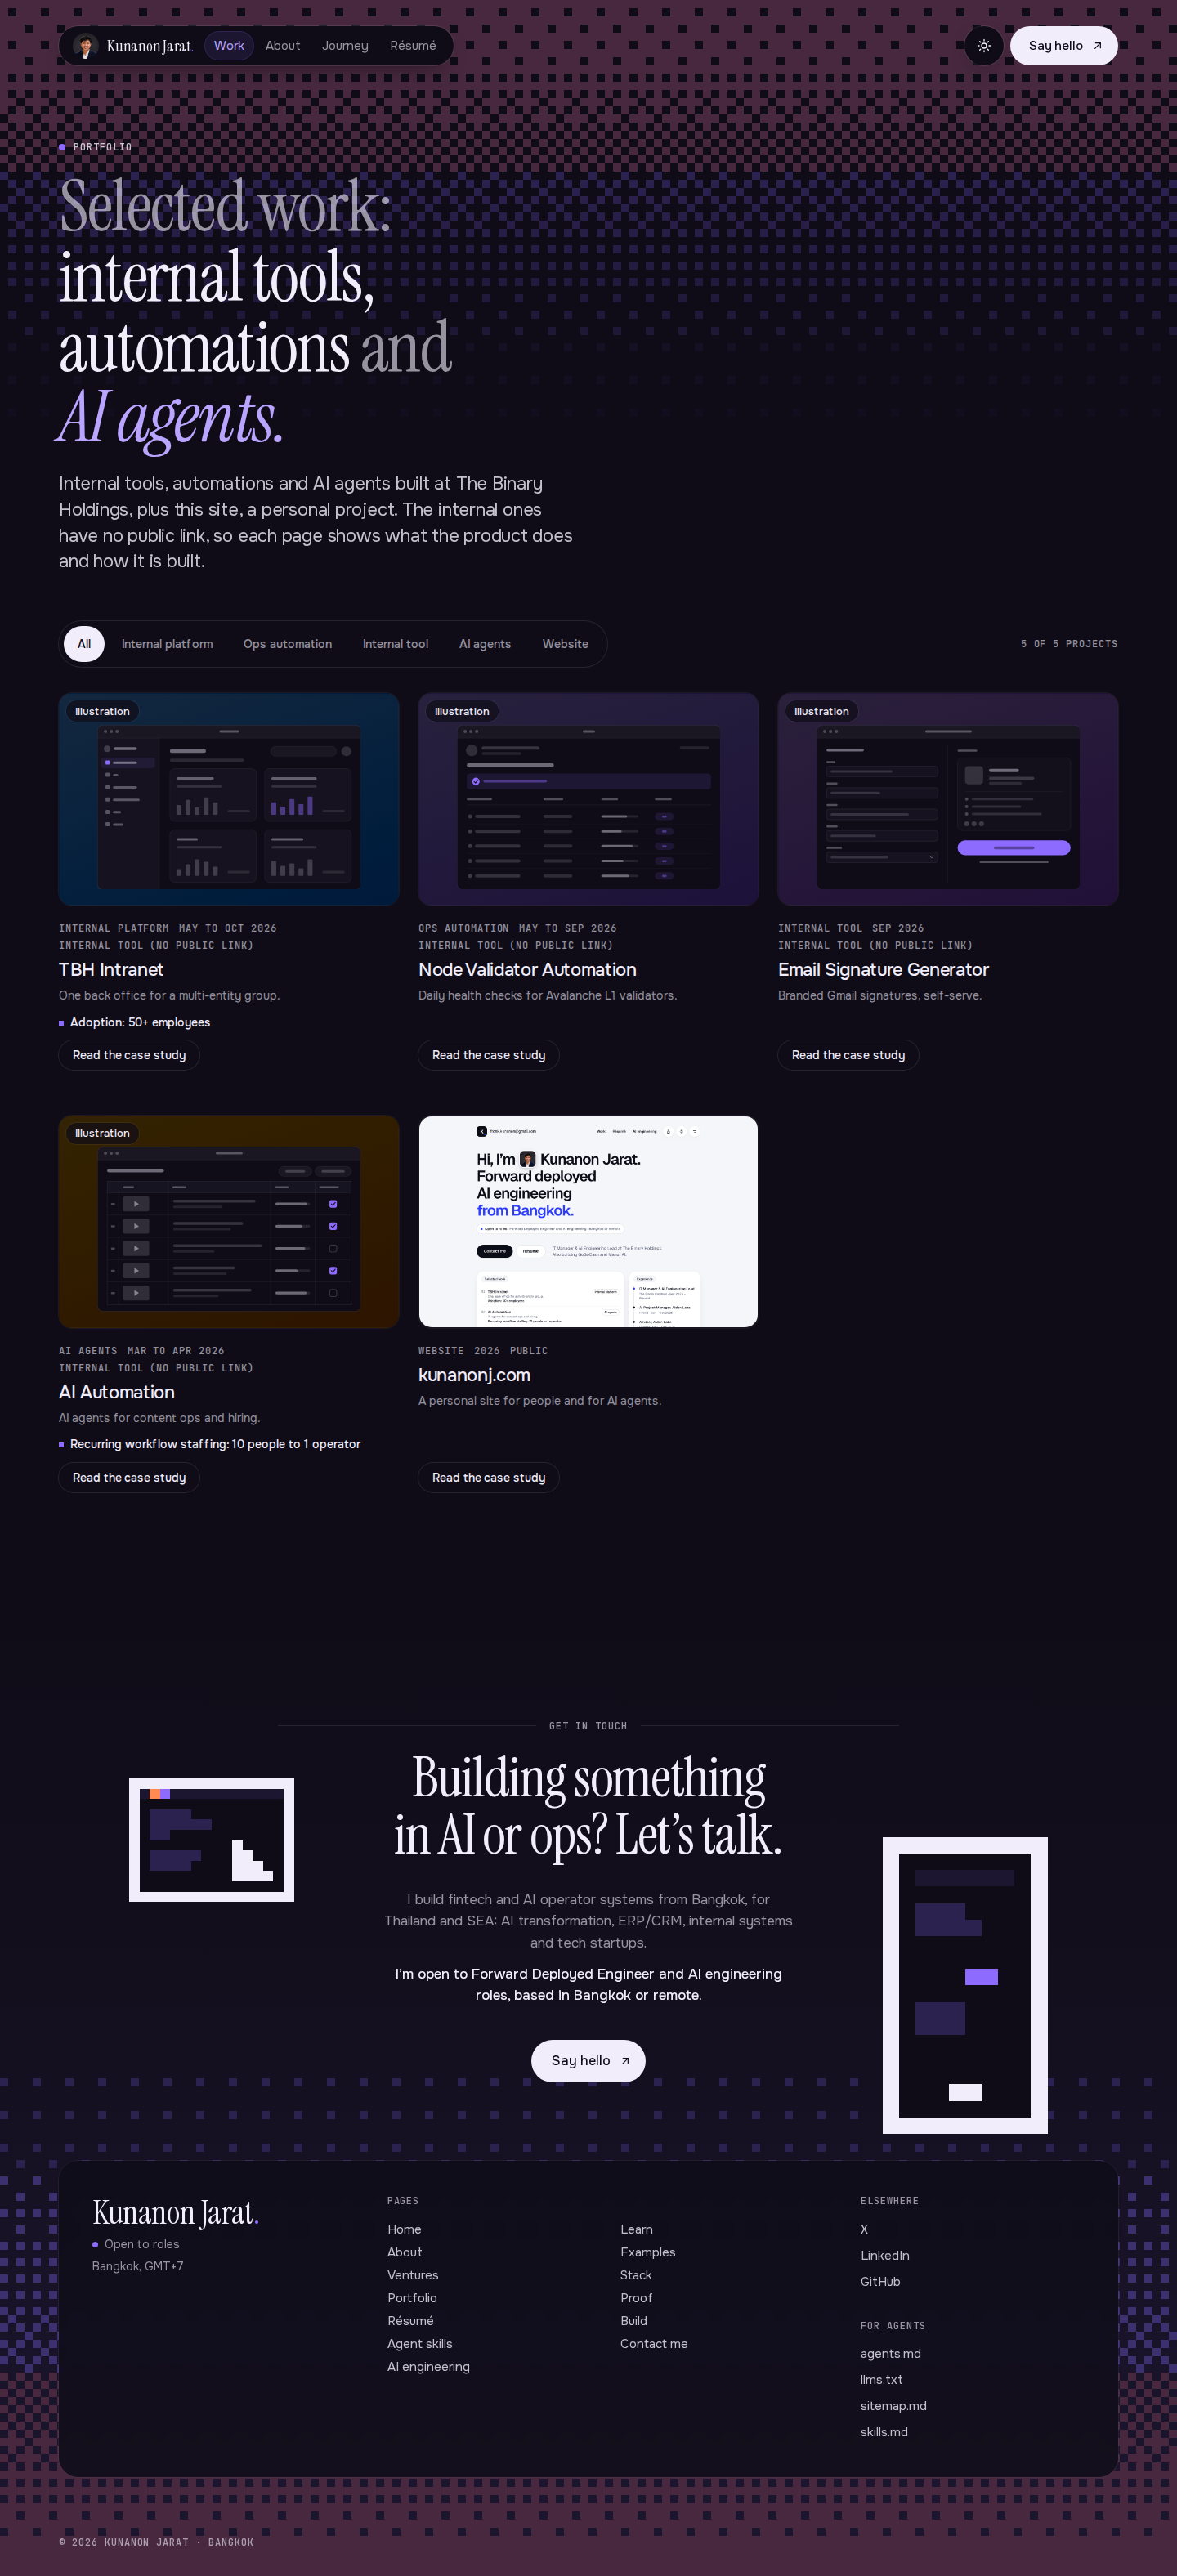 Kunanon Jarat.
Work
About
Journey
Résumé
Say hello
PORTFOLIO
Selected work:
internal tools,
automations and
AI agents.
Internal tools, automations and AI agents built at The Binary
Holdings, plus this site, a personal project. The internal ones
have no public link, so each page shows what the product does
and how it is built.
All
Internal platform
Ops automation
Internal tool
AI agents
Website
5 OF 5 PROJECTS
Illustration
Illustration
Illustration
INTERNAL PLATFORM MAY TO OCT 2026
INTERNAL TOOL (NO PUBLIC LINK)
TBH Intranet
One back office for a multi-entity group.
Adoption: 50+ employees
Read the case study
OPS AUTOMATION MAY TO SEP 2026
INTERNAL TOOL (NO PUBLIC LINK)
Node Validator Automation
Daily health checks for Avalanche L1 validators.
Read the case study
INTERNAL TOOL SEP 2026
INTERNAL TOOL (NO PUBLIC LINK)
Email Signature Generator
Branded Gmail signatures, self-serve.
Read the case study
Illustration
Hi, I'm Kunanon Jarat.
Forward deployed
AI engineering
from Bangkok.
Contact me
Résumé
AI AGENTS MAR TO APR 2026
INTERNAL TOOL (NO PUBLIC LINK)
AI Automation
AI agents for content ops and hiring.
Recurring workflow staffing: 10 people to 1 operator
Read the case study
WEBSITE 2026 PUBLIC
kunanonj.com
A personal site for people and for AI agents.
Read the case study
GET IN TOUCH
Building something
in AI or ops? Let's talk.
I build fintech and AI operator systems from Bangkok, for
Thailand and SEA: AI transformation, ERP/CRM, internal systems
and tech startups.
I'm open to Forward Deployed Engineer and AI engineering
roles, based in Bangkok or remote.
Say hello
Kunanon Jarat.
Open to roles
Bangkok, GMT+7
PAGES
Home
About
Ventures
Portfolio
Résumé
Agent skills
AI engineering
Learn
Examples
Stack
Proof
Build
Contact me
ELSEWHERE
X
LinkedIn
GitHub
FOR AGENTS
agents.md
llms.txt
sitemap.md
skills.md
© 2026 KUNANON JARAT · BANGKOK